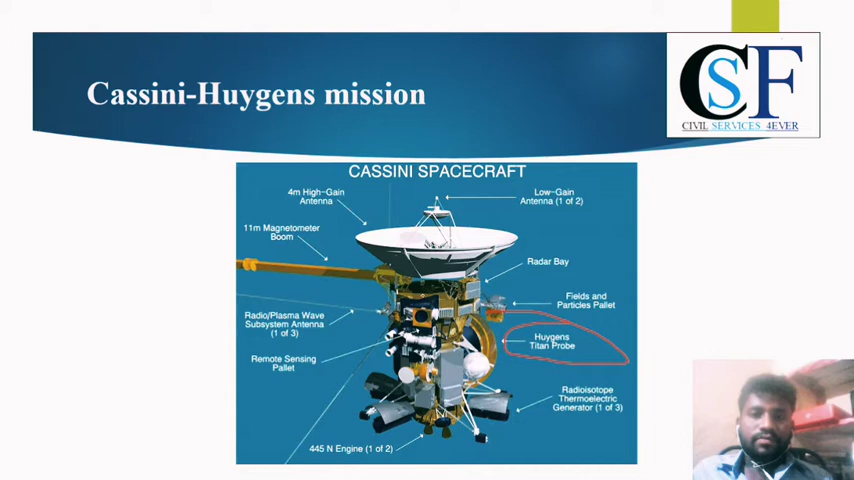 Cassini-Huygens mission
CSF
CIVIL SERVICES 4EVER
CASSINI SPACECRAFT
4m High-Gain
Antenna
Low-Gain
Antenna (1 of 2)
11m Magnetometer
Boom
Radar Bay
Fields and
Particles Pallet
Radio/Plasma Wave
Subsystem Antenna
(1 of 3)
Huygens
Titan Probe
Remote Sensing
Pallet
Radioisotope
Thermoelectric
Generator (1 of 3)
445 N Engine (1 of 2)